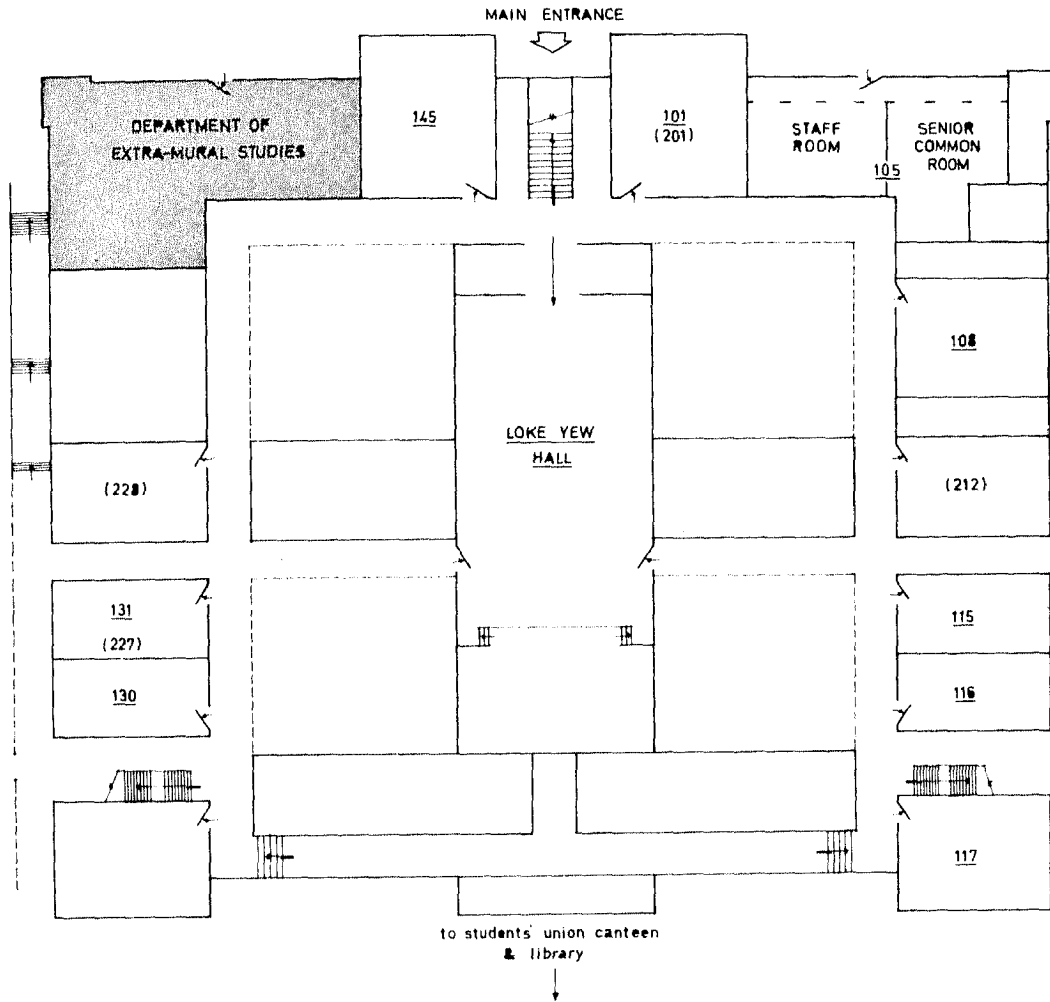 MAIN ENTRANCE
DEPARTMENT OF
EXTRA-MURAL STUDIES
145
101
(201)
STAFF
ROOM
SENIOR
COMMON
ROOM
105
108
LOKE YEW
HALL
(228)
(212)
131
(227)
130
115
116
117
to students' union canteen
& library